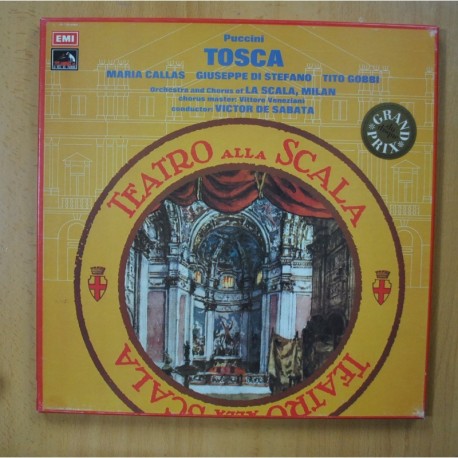 EMI
Puccini
TOSCA
MARIA CALLAS GIUSEPPE DI STEFANO TITO GOBBI
Orchestra and Chorus of LA SCALA, MILAN
chorus master: Vittore Veneziani
conductor: VICTOR DE SABATA
GRAND PRIX
TEATRO ALLA SCALA
TEATRO ALLA SCALA